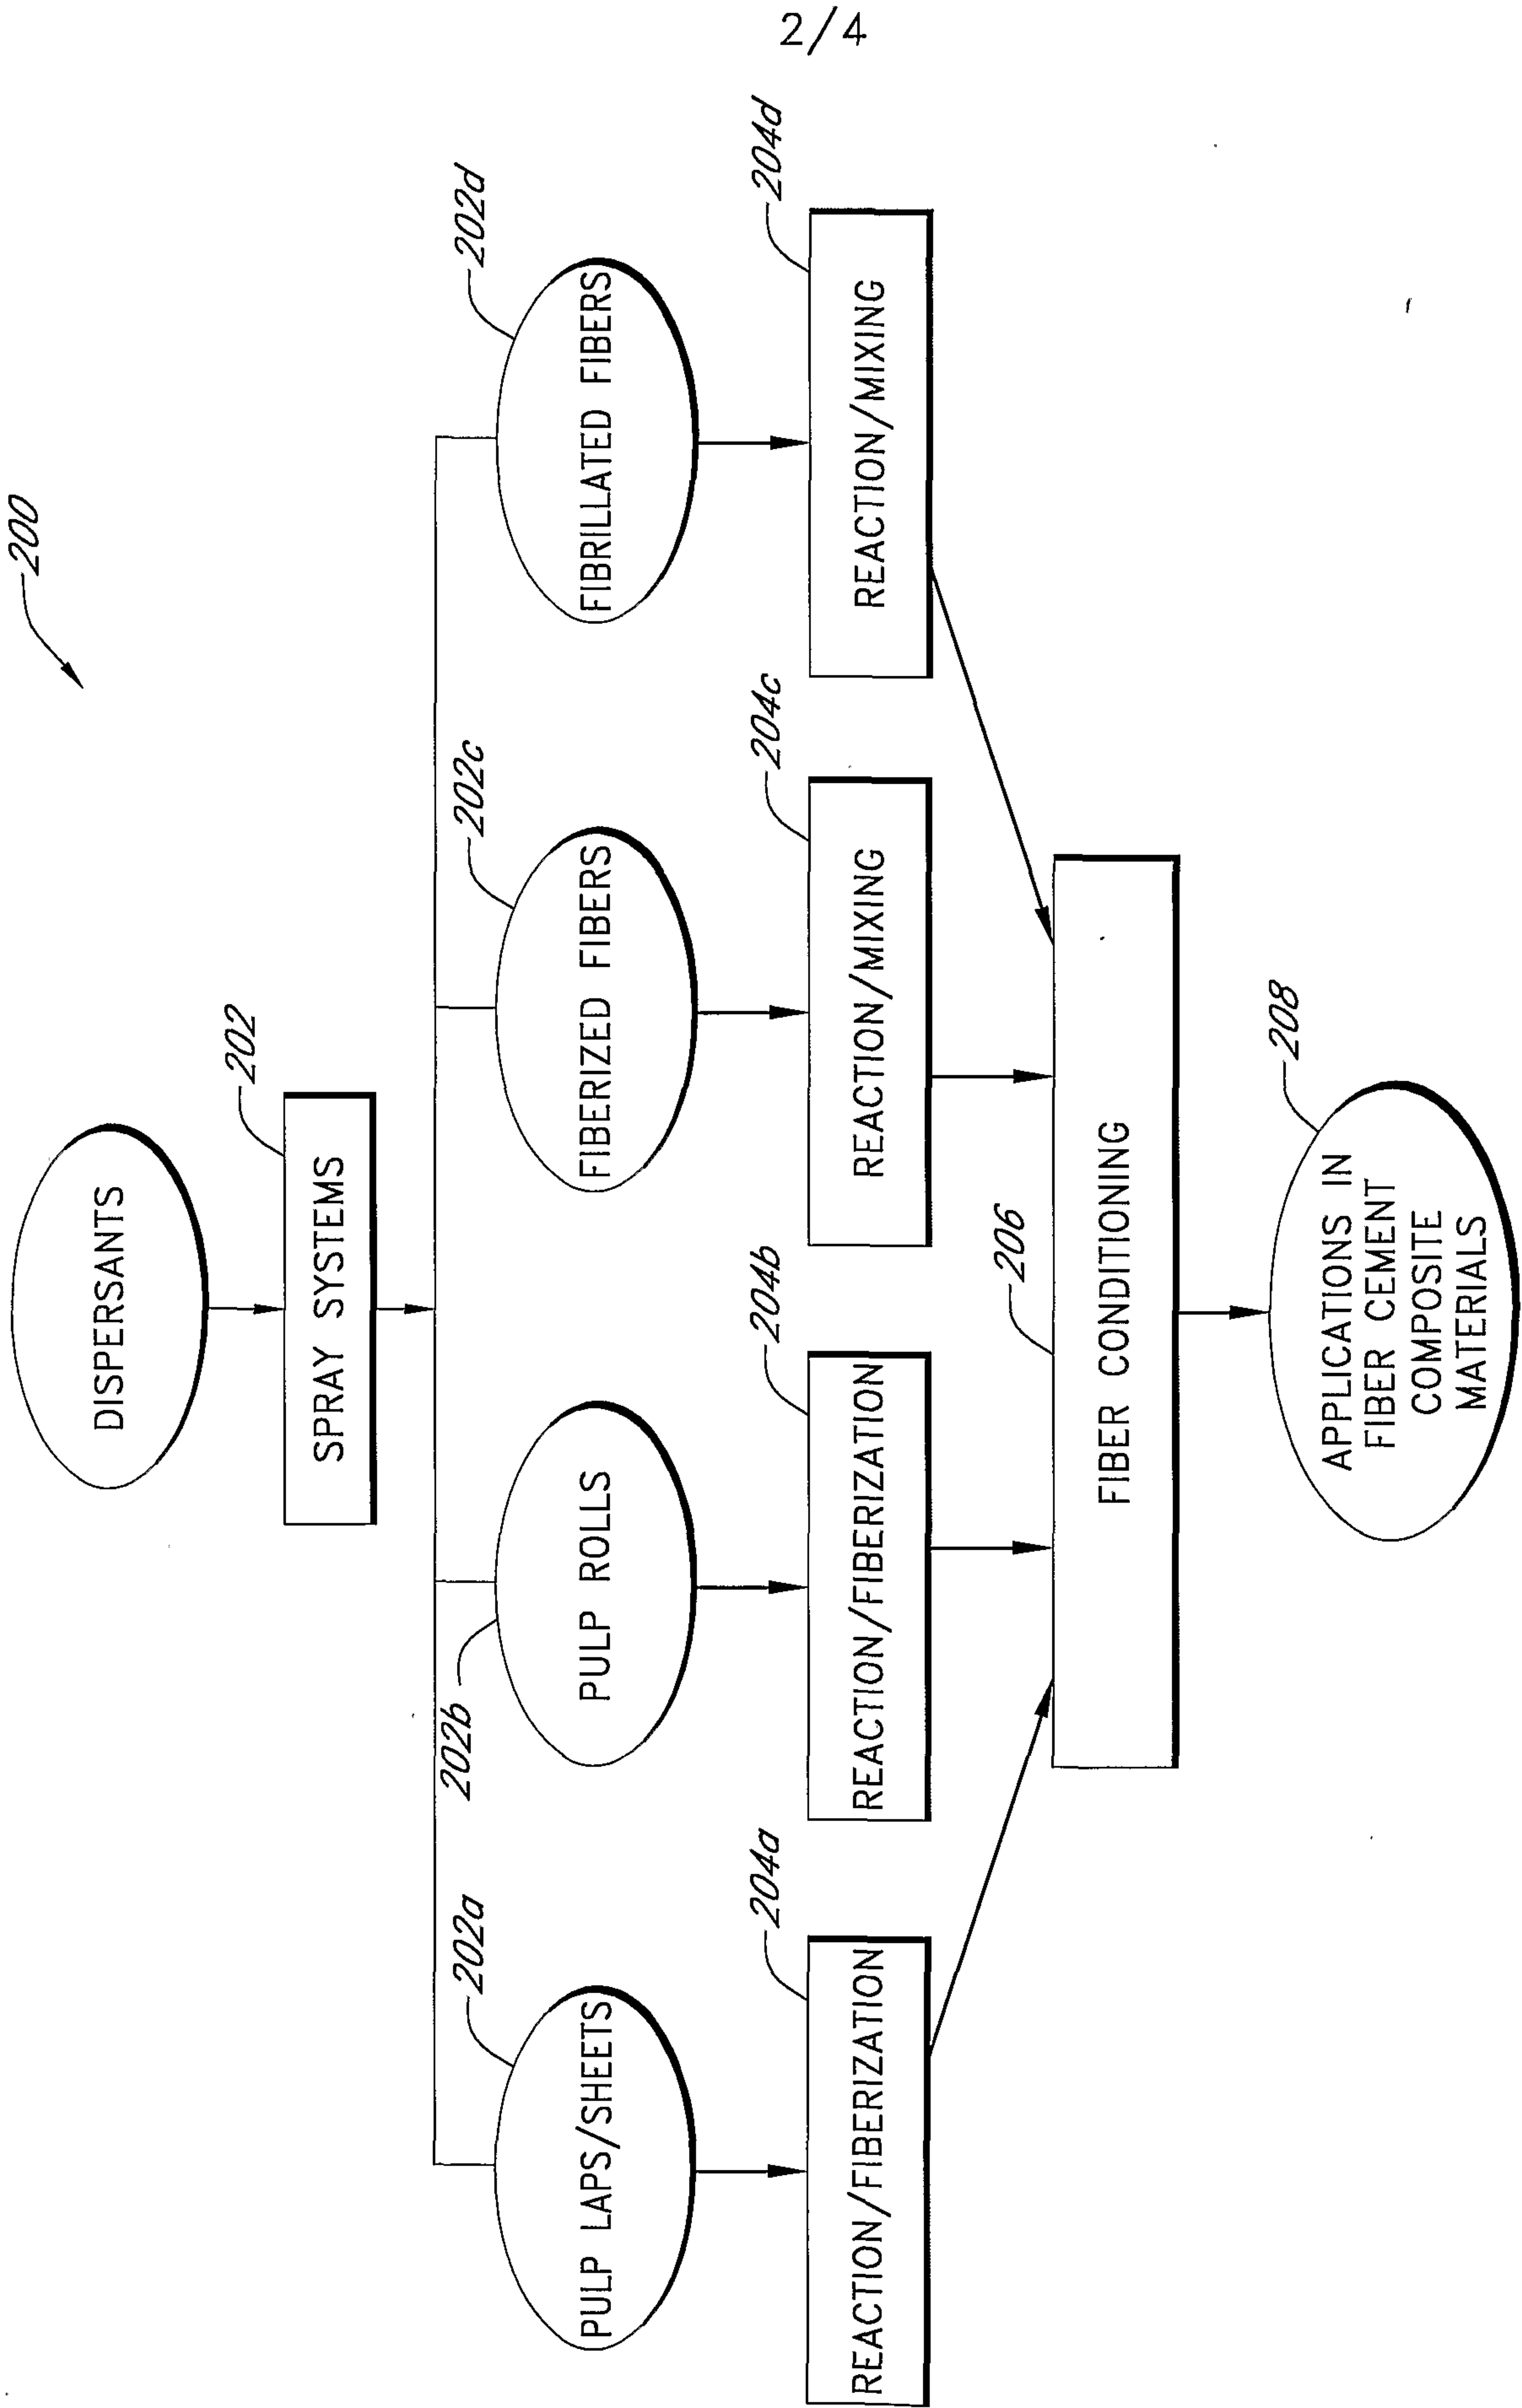 2/4
200
DISPERSANTS
202
SPRAY SYSTEMS
202a
202b
202c
202d
PULP LAPS/SHEETS
PULP ROLLS
FIBERIZED FIBERS
FIBRILLATED FIBERS
204a
204b
204c
204d
REACTION/FIBERIZATION
REACTION/FIBERIZATION
REACTION/MIXING
REACTION/MIXING
206
FIBER CONDITIONING
208
APPLICATIONS IN
FIBER CEMENT
COMPOSITE
MATERIALS